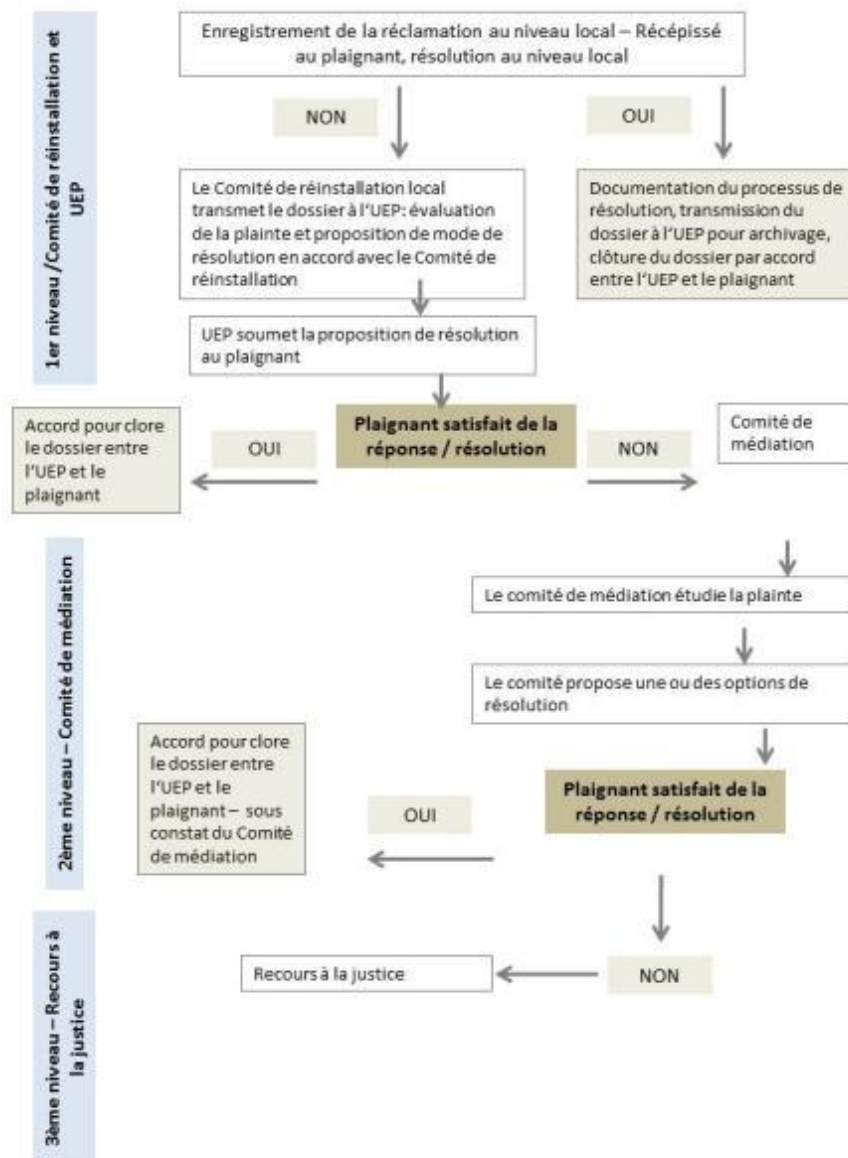 1er niveau /Comité de réinstallation et
UEP
Enregistrement de la réclamation au niveau local – Récépissé
au plaignant, résolution au niveau local
NON
OUI
Le Comité de réinstallation local
transmet le dossier à l'UEP: évaluation
de la plainte et proposition de mode de
résolution en accord avec le Comité de
réinstallation
Documentation du processus de
résolution, transmission du
dossier à l'UEP pour archivage,
clôture du dossier par accord
entre l'UEP et le plaignant
UEP soumet la proposition de résolution
au plaignant
Accord pour clore
le dossier entre
l'UEP et le
plaignant
OUI
Plaignant satisfait de la
réponse / résolution
NON
Comité de
médiation
2ème niveau – Comité de médiation
Le comité de médiation étudie la plainte
Le comité propose une ou des options de
résolution
Accord pour clore
le dossier entre
l'UEP et le
plaignant – sous
constat du Comité
de médiation
OUI
Plaignant satisfait de la
réponse / résolution
3ème niveau – Recours à
la justice
Recours à la justice
NON